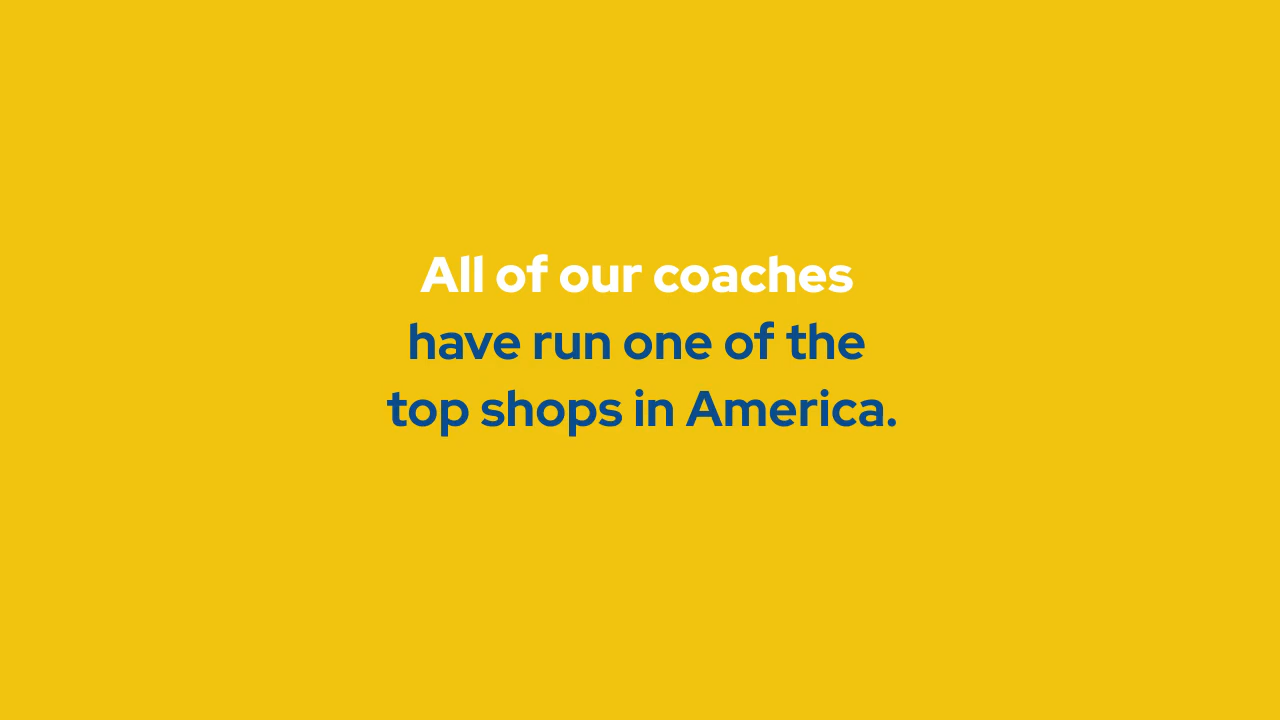 All of our coaches
have run one of the
top shops in America.